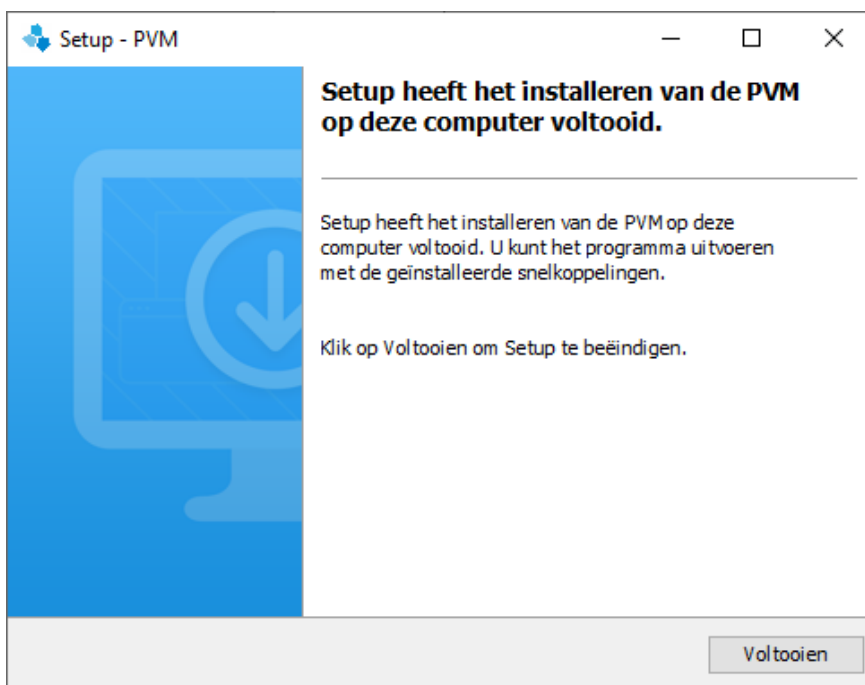 Setup - PVM
Setup heeft het installeren van de PVM
op deze computer voltooid.
Setup heeft het installeren van de PVM op deze
computer voltooid. U kunt het programma uitvoeren
met de geïnstalleerde snelkoppelingen.
Klik op Voltooien om Setup te beëindigen.
Voltooien